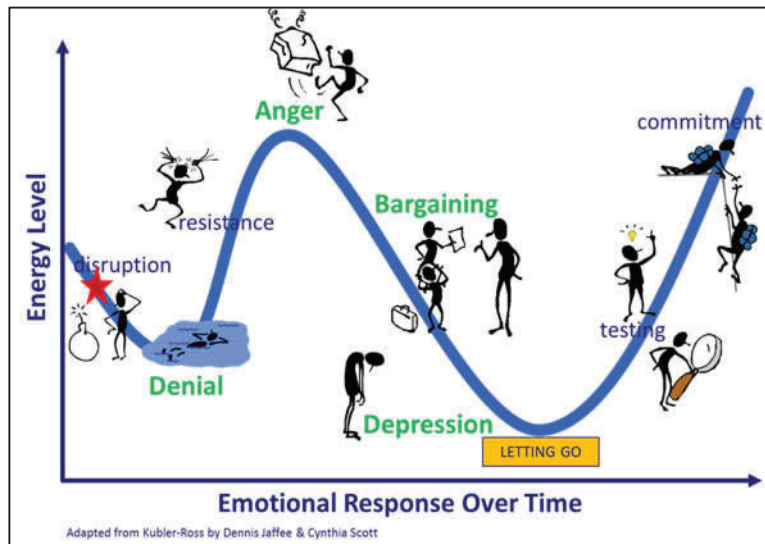 Anger
commitment
resistance
Bargaining
disruption
testing
Denial
Depression
LETTING GO
Energy Level
Emotional Response Over Time
Adapted from Kubler-Ross by Dennis Jaffee & Cynthia Scott